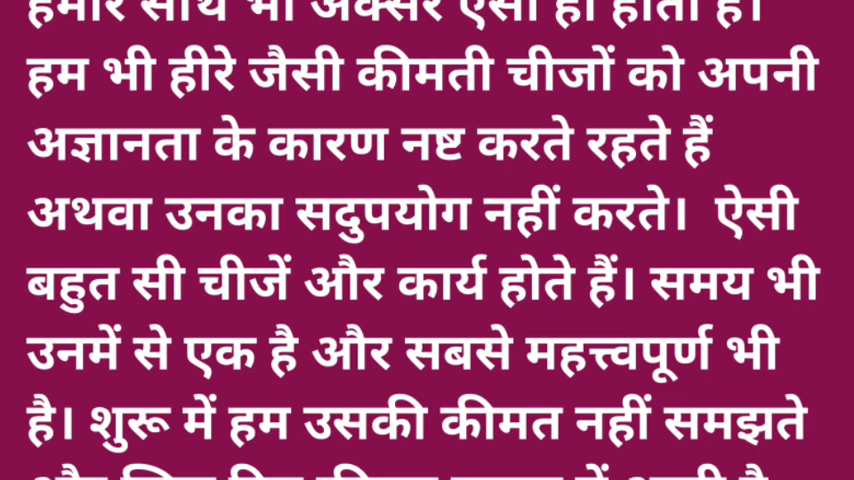 हमारे साथ भी अक्सर ऐसा ही होता है।
हम भी हीरे जैसी कीमती चीजों को अपनी
अज्ञानता के कारण नष्ट करते रहते हैं
अथवा उनका सदुपयोग नहीं करते। ऐसी
बहुत सी चीजें और कार्य होते हैं। समय भी
उनमें से एक है और सबसे महत्त्वपूर्ण भी
है। शुरू में हम उसकी कीमत नहीं समझते